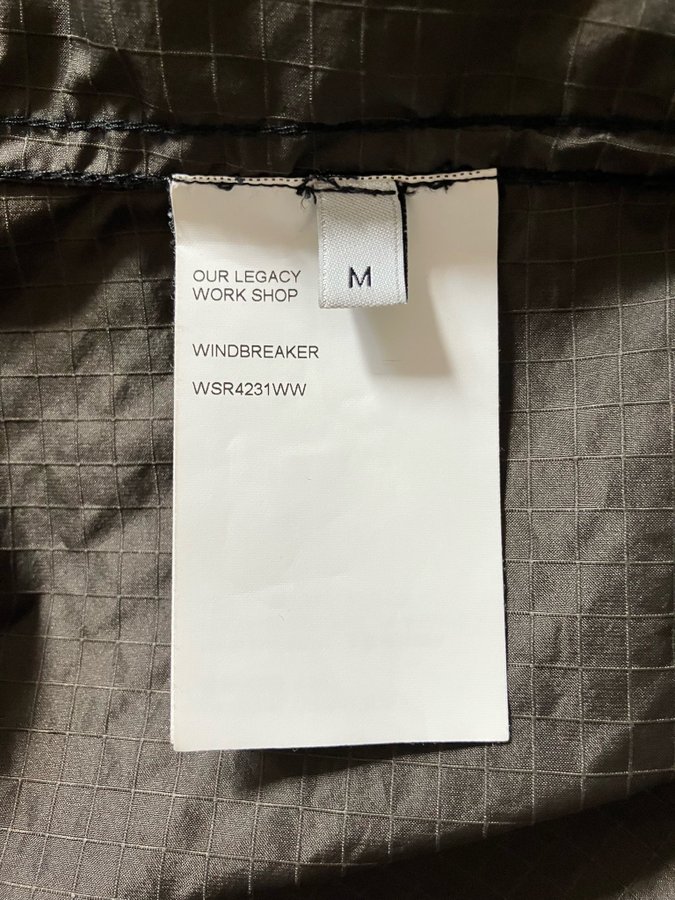 OUR LEGACY
WORK SHOP
M
WINDBREAKER
WSR4231WW